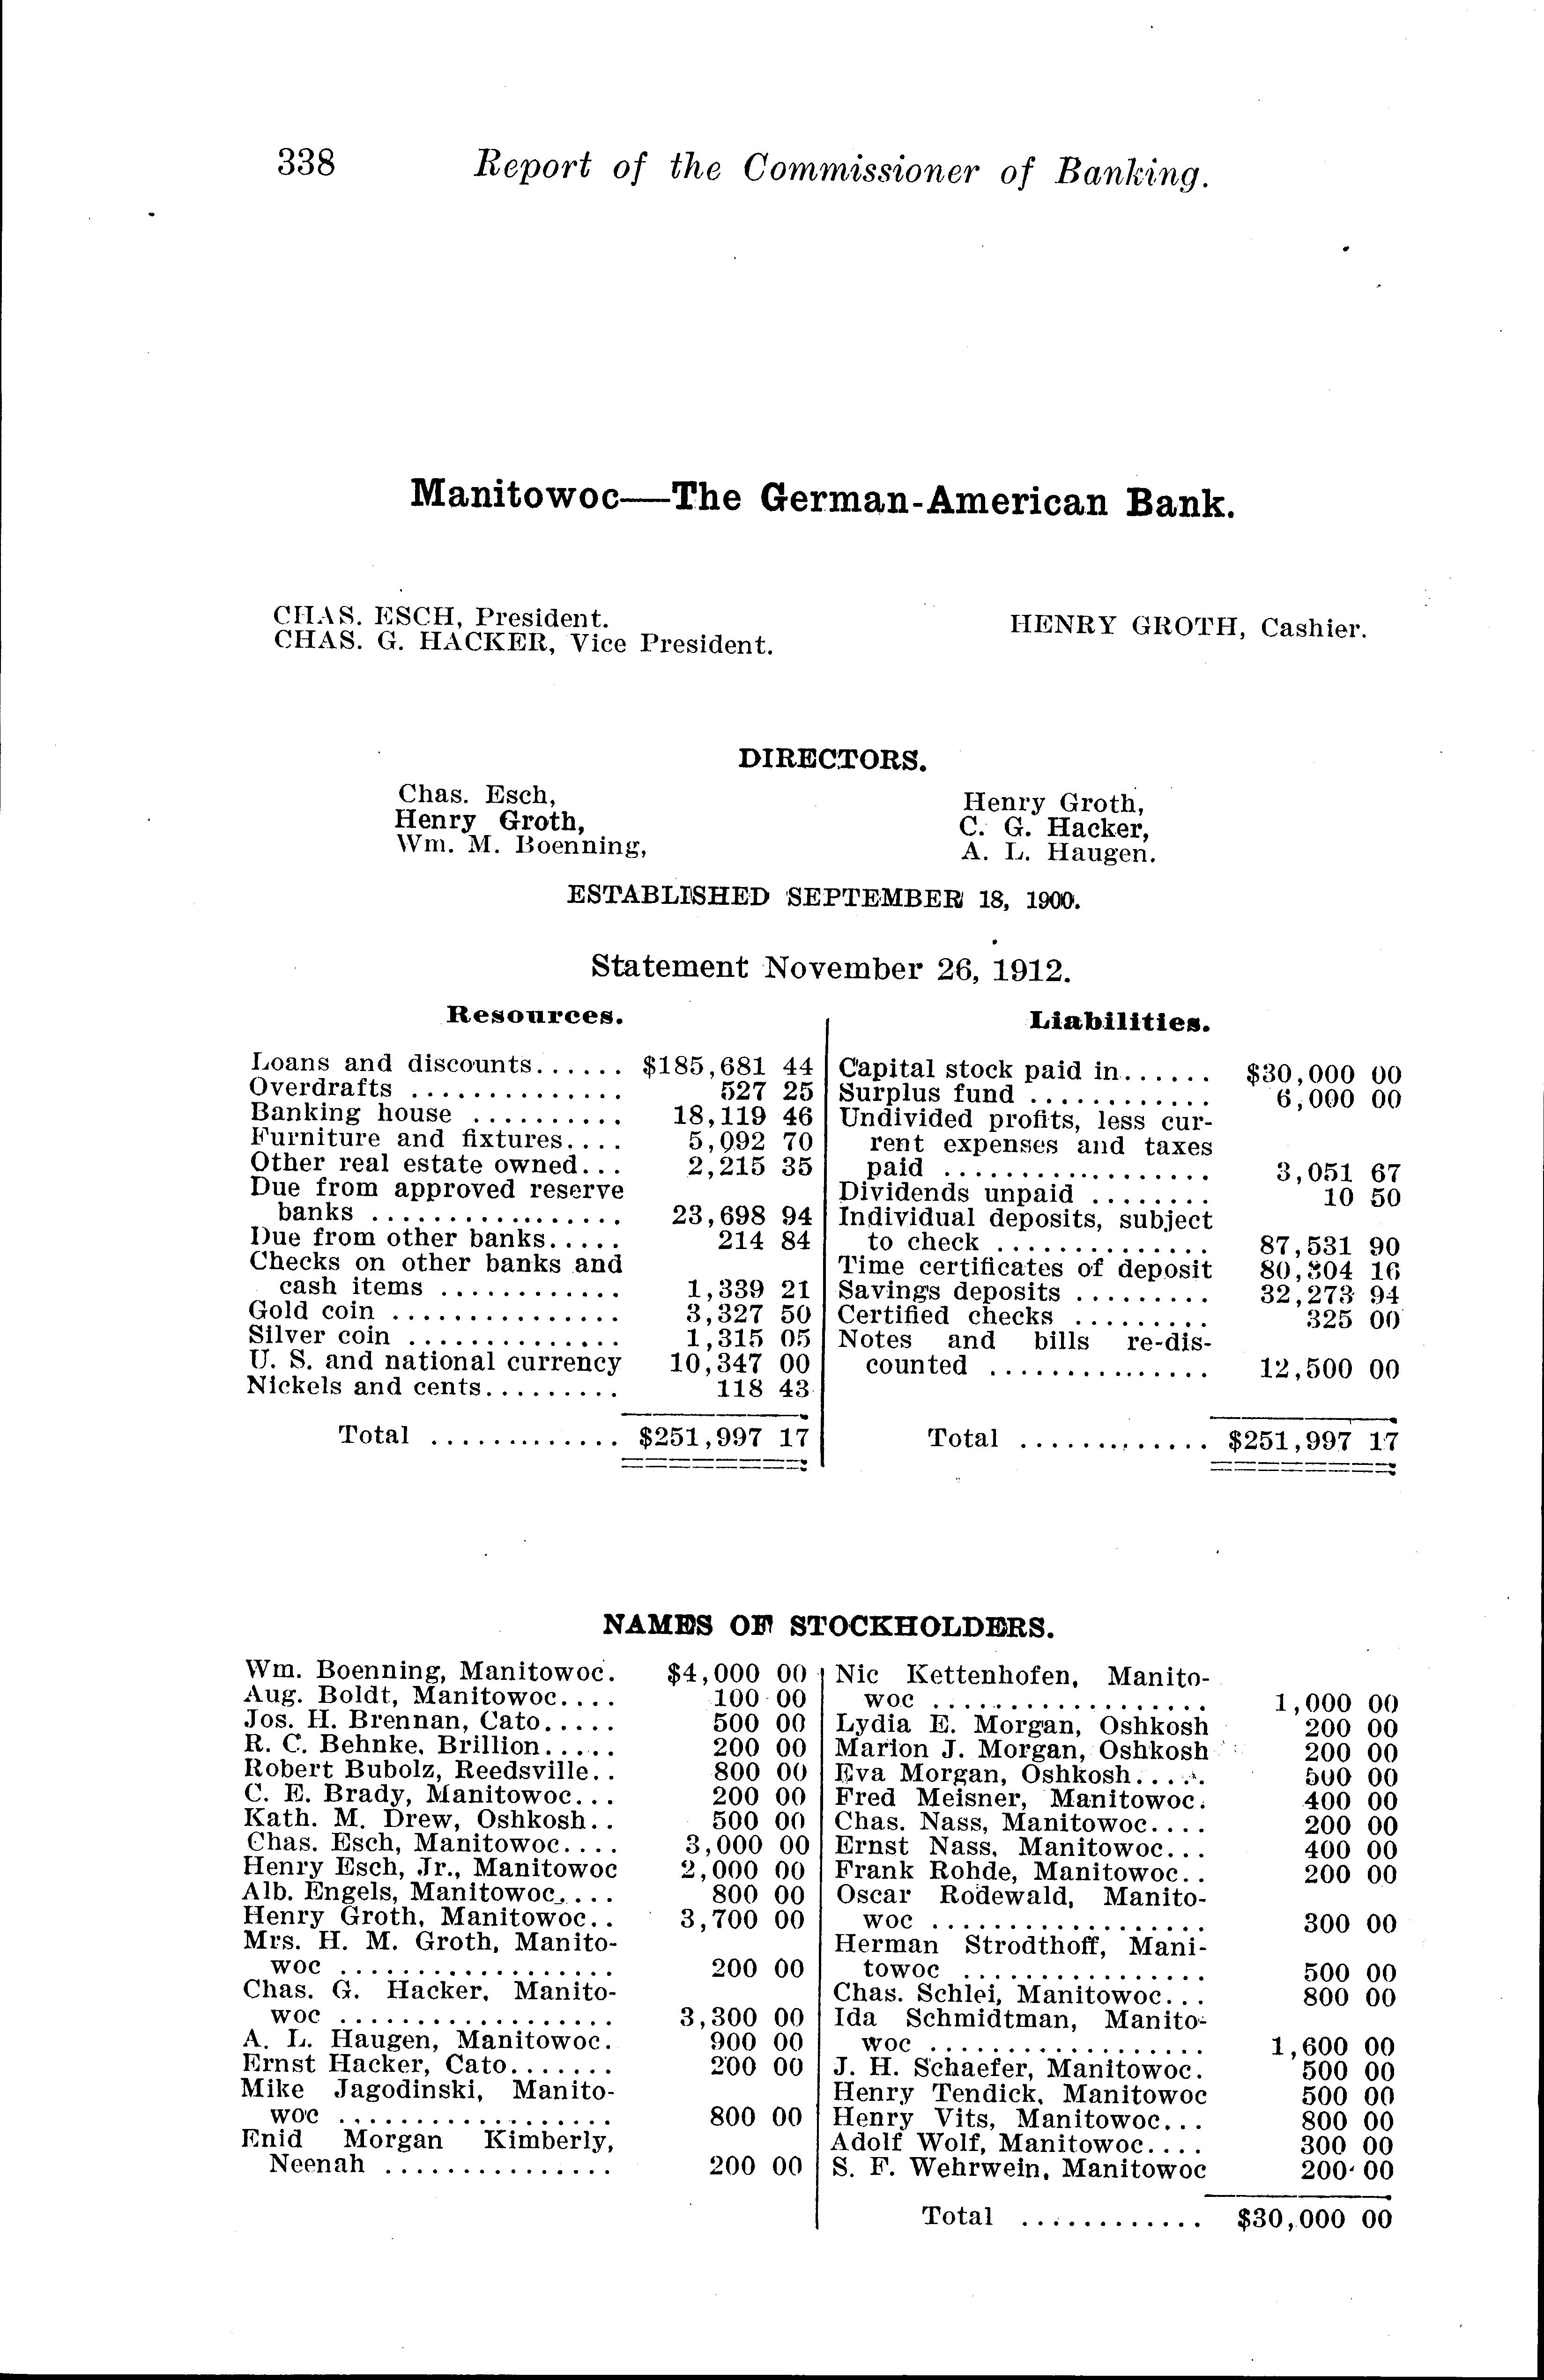 338 Report of the Commissioner of Banking.
Manitowoc—The German-American Bank.
CHAS. ESCH, President.
CHAS. G. HACKER, Vice President.
HENRY GROTH, Cashier.
DIRECTORS.
Chas. Esch,
Henry Groth,
Wm. M. Boenning,
Henry Groth,
C. G. Hacker,
A. L. Haugen.
ESTABLISHED SEPTEMBER 18, 1900.
Statement November 26, 1912.
Resources.
Loans and discounts...... $185,681 44
Overdrafts .............. 527 25
Banking house .......... 18,119 46
Furniture and fixtures.... 5,092 70
Other real estate owned... 2,215 35
Due from approved reserve
banks ................. 23,698 94
Due from other banks..... 214 84
Checks on other banks and
cash items ............ 1,339 21
Gold coin ............... 3,327 50
Silver coin .............. 1,315 05
U. S. and national currency 10,347 00
Nickels and cents......... 118 43
Total ............. $251,997 17
Liabilities.
Capital stock paid in...... $30,000 00
Surplus fund ............ 6,000 00
Undivided profits, less cur-
rent expenses and taxes
paid .................. 3,051 67
Dividends unpaid ........ 10 50
Individual deposits, subject
to check .............. 87,531 90
Time certificates of deposit 80,304 16
Savings deposits ......... 32,273 94
Certified checks ......... 325 00
Notes and bills re-dis-
counted ............... 12,500 00
Total ............. $251,997 17
NAMES OF STOCKHOLDERS.
Wm. Boenning, Manitowoc. $4,000 00
Aug. Boldt, Manitowoc.... 100 00
Jos. H. Brennan, Cato..... 500 00
R. C. Behnke, Brillion..... 200 00
Robert Bubolz, Reedsville.. 800 00
C. E. Brady, Manitowoc... 200 00
Kath. M. Drew, Oshkosh.. 500 00
Chas. Esch, Manitowoc.... 3,000 00
Henry Esch, Jr., Manitowoc 2,000 00
Alb. Engels, Manitowoc.... 800 00
Henry Groth, Manitowoc.. 3,700 00
Mrs. H. M. Groth, Manito-
woc .................. 200 00
Chas. G. Hacker, Manito-
woc .................. 3,300 00
A. L. Haugen, Manitowoc. 900 00
Ernst Hacker, Cato....... 200 00
Mike Jagodinski, Manito-
woc .................. 800 00
Enid Morgan Kimberly,
Neenah ............... 200 00
Nic Kettenhofen, Manito-
woc .................. 1,000 00
Lydia E. Morgan, Oshkosh 200 00
Marion J. Morgan, Oshkosh 200 00
Eva Morgan, Oshkosh..... 500 00
Fred Meisner, Manitowoc. 400 00
Chas. Nass, Manitowoc.... 200 00
Ernst Nass, Manitowoc... 400 00
Frank Rohde, Manitowoc.. 200 00
Oscar Rodewald, Manito-
woc .................. 300 00
Herman Strodthoff, Mani-
towoc ................ 500 00
Chas. Schlei, Manitowoc... 800 00
Ida Schmidtman, Manito-
woc .................. 1,600 00
J. H. Schaefer, Manitowoc. 500 00
Henry Tendick, Manitowoc 500 00
Henry Vits, Manitowoc... 800 00
Adolf Wolf, Manitowoc.... 300 00
S. F. Wehrwein, Manitowoc 200 00
Total ............ $30,000 00